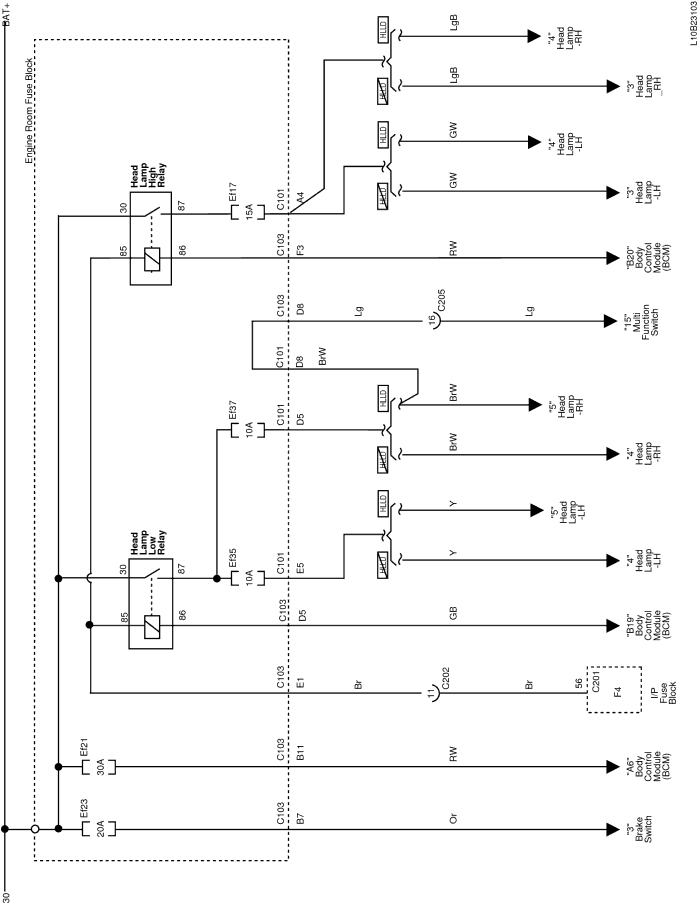 30
BAT+
L10B23103
Engine Room Fuse Block
Ef23
20A
C103
B7
Or
"3"
Brake
Switch
Ef21
30A
C103
B11
RW
"A6"
Body
Control
Module
(BCM)
C103
E1
Br
11
C202
Br
56
C201
F4
I/P
Fuse
Block
Head
Lamp
Low
Relay
85
30
86
87
C103
D5
GB
"B19"
Body
Control
Module
(BCM)
Ef35
10A
C101
E5
HLLD
HLLD
Y
"4"
Head
Lamp
-LH
Y
"5"
Head
Lamp
-LH
Ef37
10A
C101
D5
HLLD
HLLD
BrW
"4"
Head
Lamp
-RH
BrW
"5"
Head
Lamp
-RH
C101
D8
BrW
C103
D8
Lg
16
C205
Lg
"15"
Multi
Function
Switch
Head
Lamp
High
Relay
85
30
86
87
C103
F3
RW
"B20"
Body
Control
Module
(BCM)
Ef17
15A
C101
A4
HLLD
HLLD
GW
"3"
Head
Lamp
-LH
GW
"4"
Head
Lamp
-LH
HLLD
HLLD
LgB
"3"
Head
Lamp
_RH
LgB
"4"
Head
Lamp
-RH